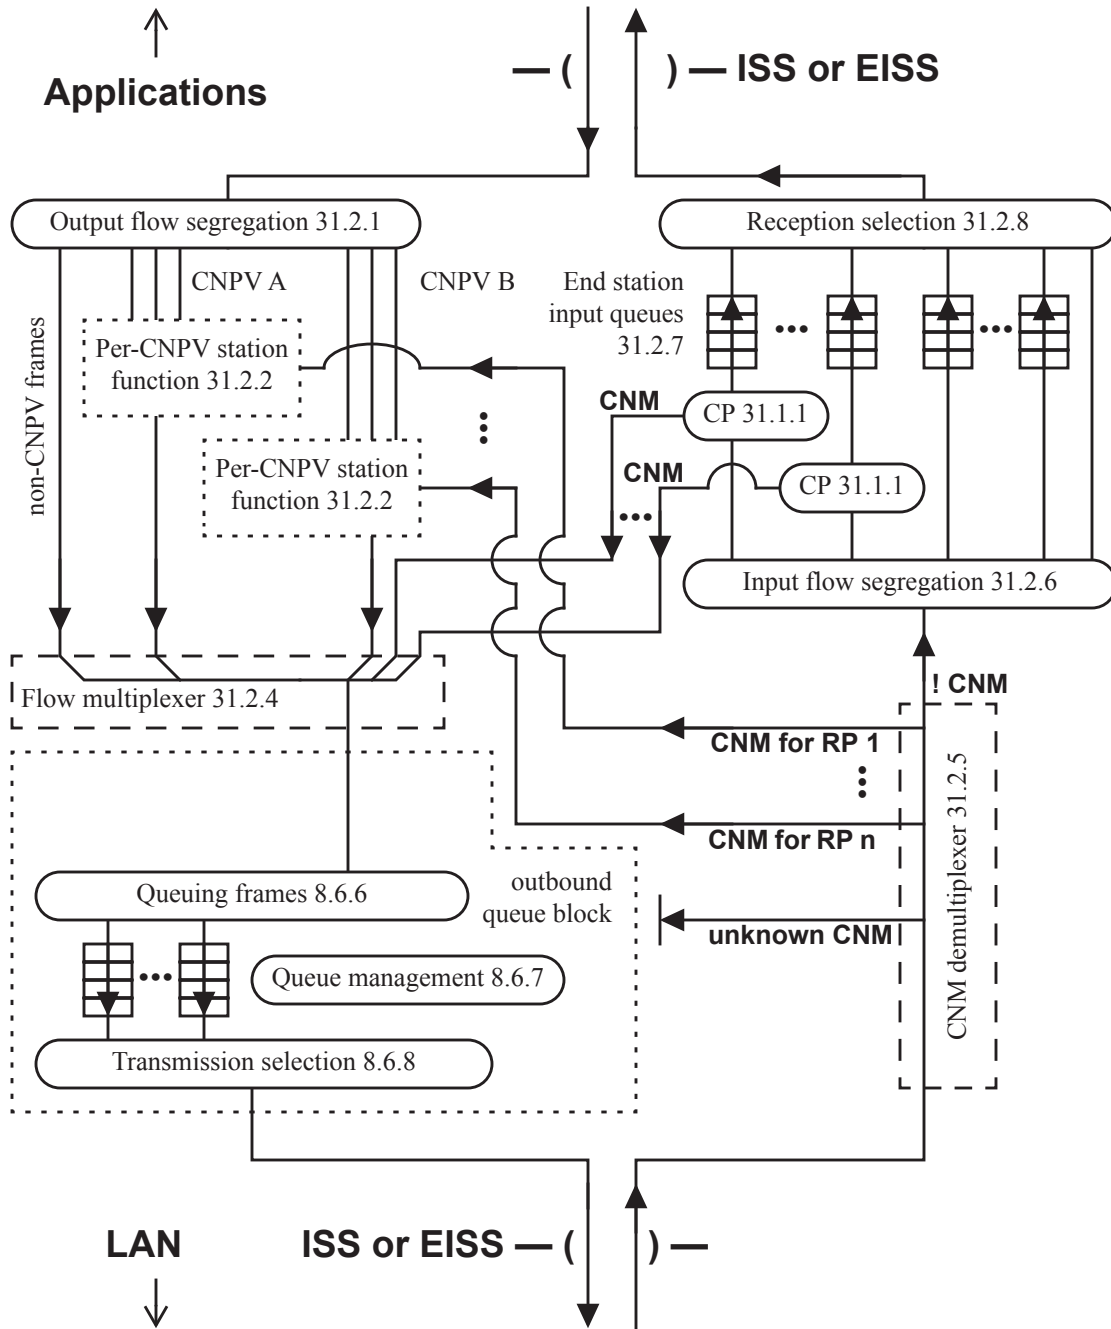 Applications
— (
) — ISS or EISS
Output flow segregation 31.2.1
Reception selection 31.2.8
CNPV A
CNPV B
End station
input queues
31.2.7
non-CNPV frames
Per-CNPV station
function 31.2.2
CNM
CP 31.1.1
Per-CNPV station
function 31.2.2
CNM
CP 31.1.1
Input flow segregation 31.2.6
Flow multiplexer 31.2.4
! CNM
CNM for RP 1
CNM demultiplexer 31.2.5
CNM for RP n
Queuing frames 8.6.6
outbound
queue block
unknown CNM
Queue management 8.6.7
Transmission selection 8.6.8
LAN
ISS or EISS — (
) —